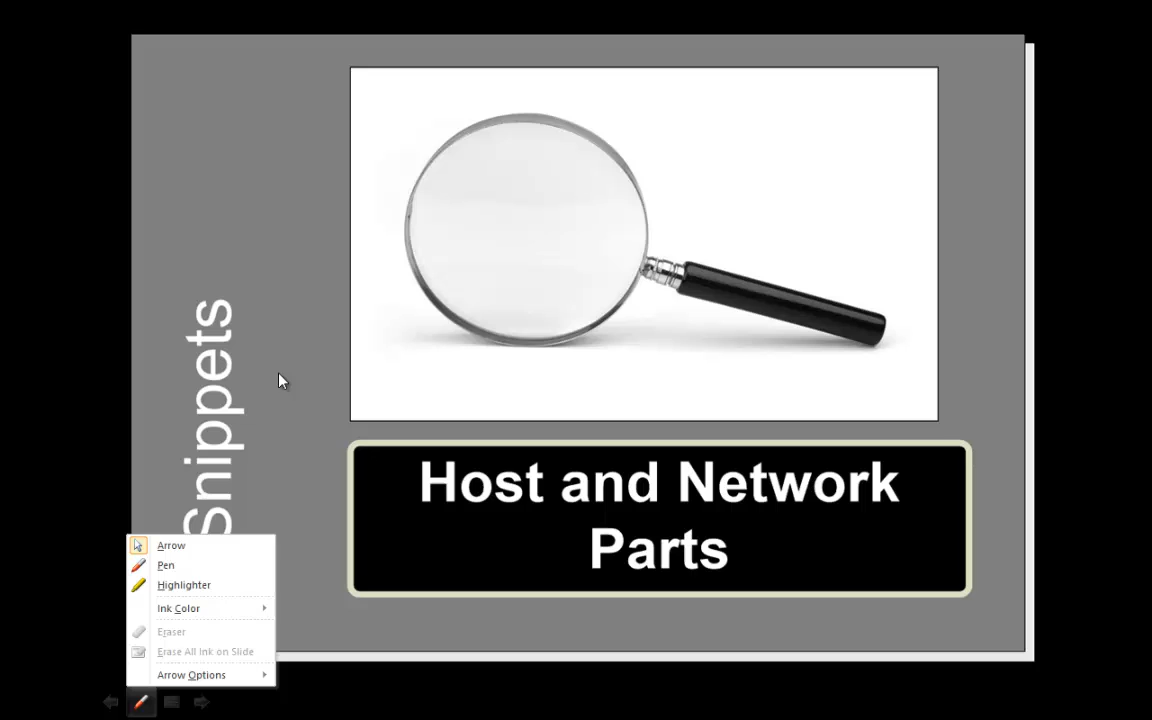 Snippets
Host and Network
Parts
Arrow
Pen
Highlighter
Ink Color
Eraser
Erase All Ink on Slide
Arrow Options